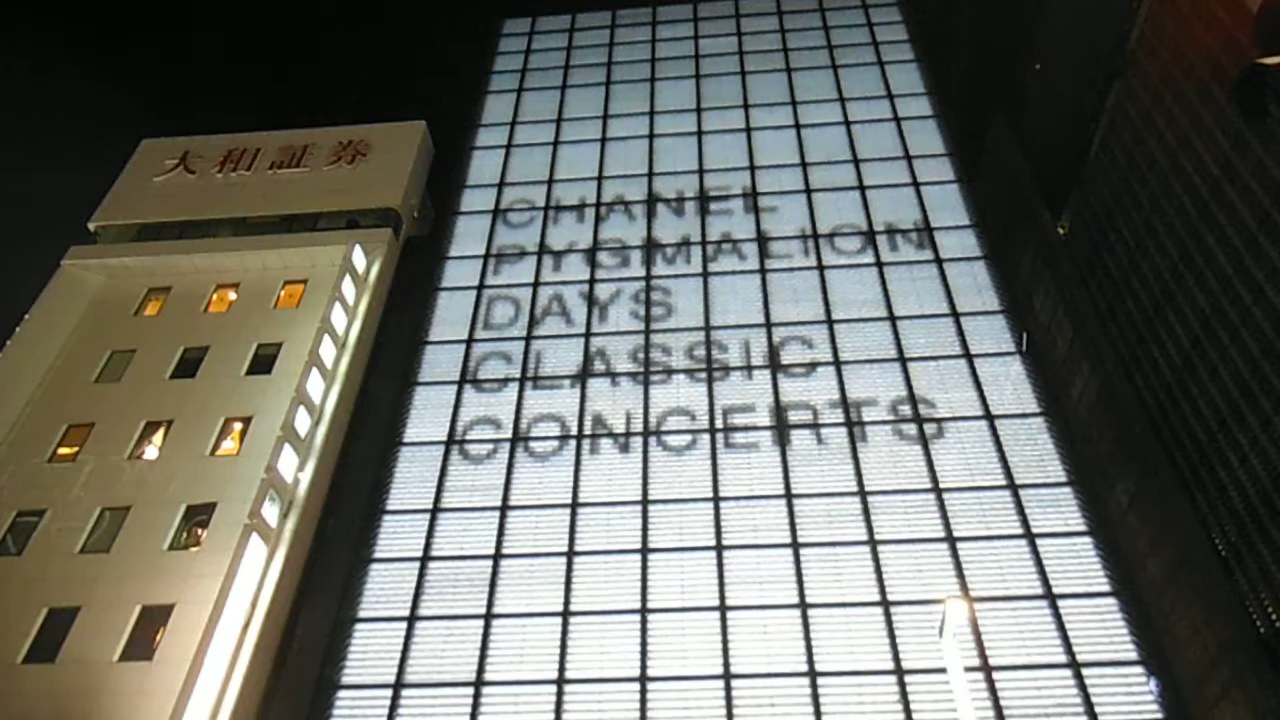 大和証券
CHANEL
PYGMALION
DAYS
CLASSIC
CONCERTS